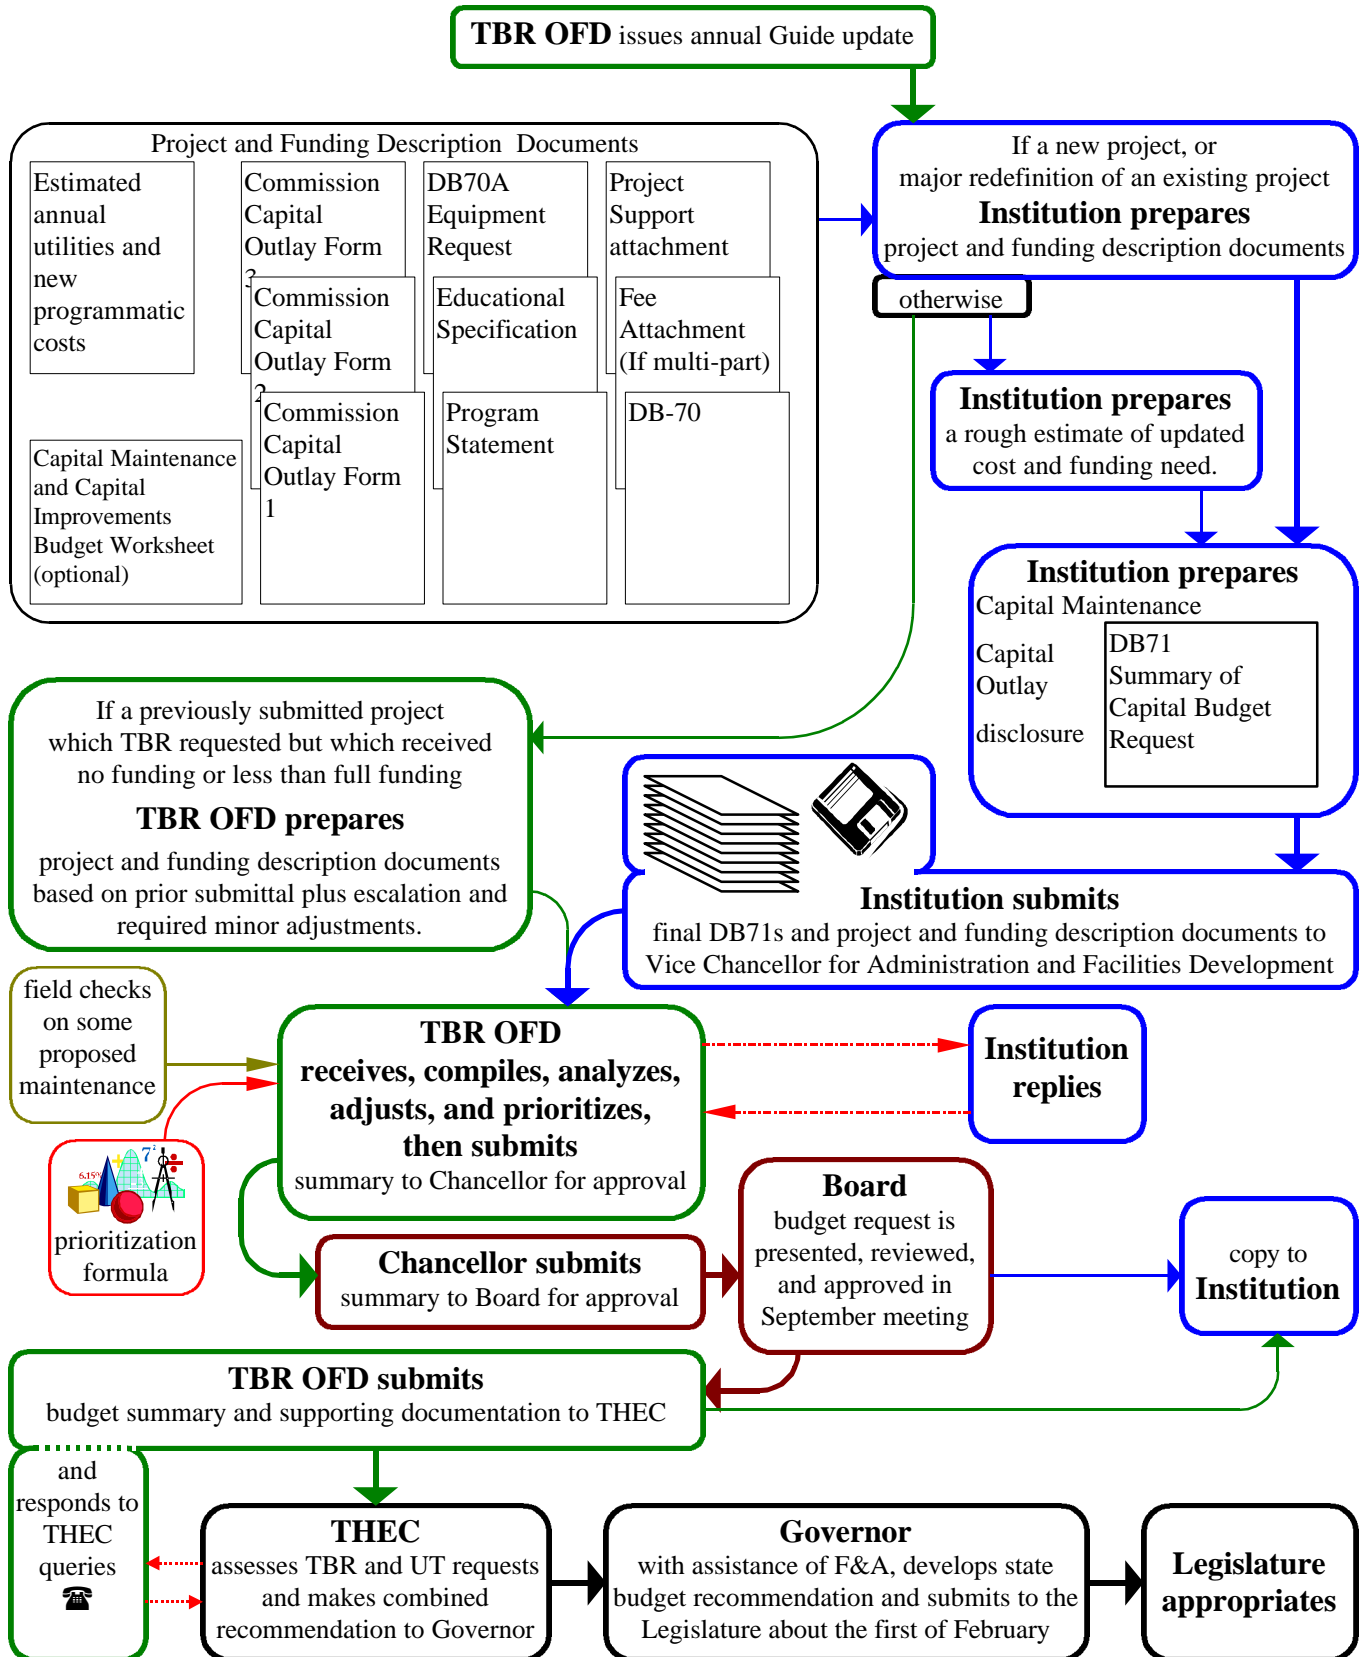 TBR OFD issues annual Guide update
Project and Funding Description Documents
Estimated
annual
utilities and
new
programmatic
costs
Commission
Capital
Outlay Form
3
DB70A
Equipment
Request
Project
Support
attachment
Commission
Capital
Outlay Form
2
Educational
Specification
Fee
Attachment
(If multi-part)
Commission
Capital
Outlay Form
1
Program
Statement
DB-70
Capital Maintenance
and Capital
Improvements
Budget Worksheet
(optional)
If a new project, or
major redefinition of an existing project
Institution prepares
project and funding description documents
otherwise
Institution prepares
a rough estimate of updated
cost and funding need.
Institution prepares
Capital Maintenance
Capital
Outlay
disclosure
DB71
Summary of
Capital Budget
Request
If a previously submitted project
which TBR requested but which received
no funding or less than full funding
TBR OFD prepares
project and funding description documents
based on prior submittal plus escalation and
required minor adjustments.
Institution submits
final DB71s and project and funding description documents to
Vice Chancellor for Administration and Facilities Development
field checks
on some
proposed
maintenance
TBR OFD
receives, compiles, analyzes,
adjusts, and prioritizes,
then submits
summary to Chancellor for approval
Institution
replies
6.15%
7²
prioritization
formula
Chancellor submits
summary to Board for approval
Board
budget request is
presented, reviewed,
and approved in
September meeting
copy to
Institution
TBR OFD submits
budget summary and supporting documentation to THEC
and
responds to
THEC
queries
THEC
assesses TBR and UT requests
and makes combined
recommendation to Governor
Governor
with assistance of F&A, develops state
budget recommendation and submits to the
Legislature about the first of February
Legislature
appropriates